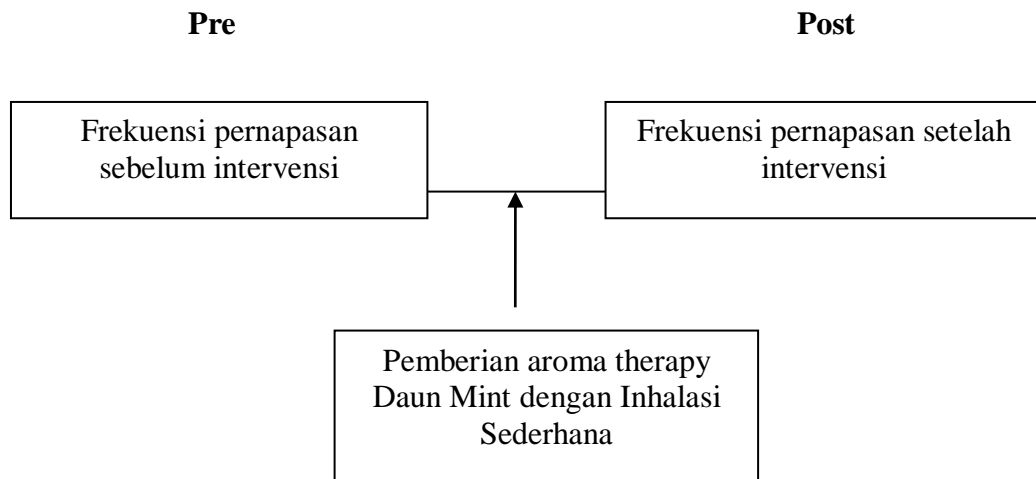 Pre
Post
Frekuensi pernapasan
sebelum intervensi
Frekuensi pernapasan setelah
intervensi
Pemberian aroma therapy
Daun Mint dengan Inhalasi
Sederhana